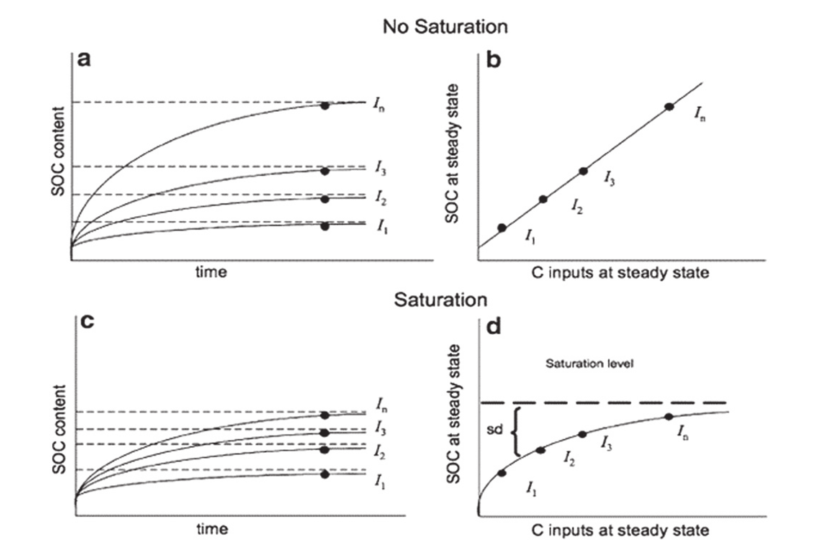 No Saturation
a
SOC content
Iₙ
I₃
I₂
I₁
time
b
SOC at steady state
Iₙ
I₃
I₂
I₁
C inputs at steady state
Saturation
c
SOC content
Iₙ
I₃
I₂
I₁
time
d
SOC at steady state
Saturation level
sd
Iₙ
I₃
I₂
I₁
C inputs at steady state